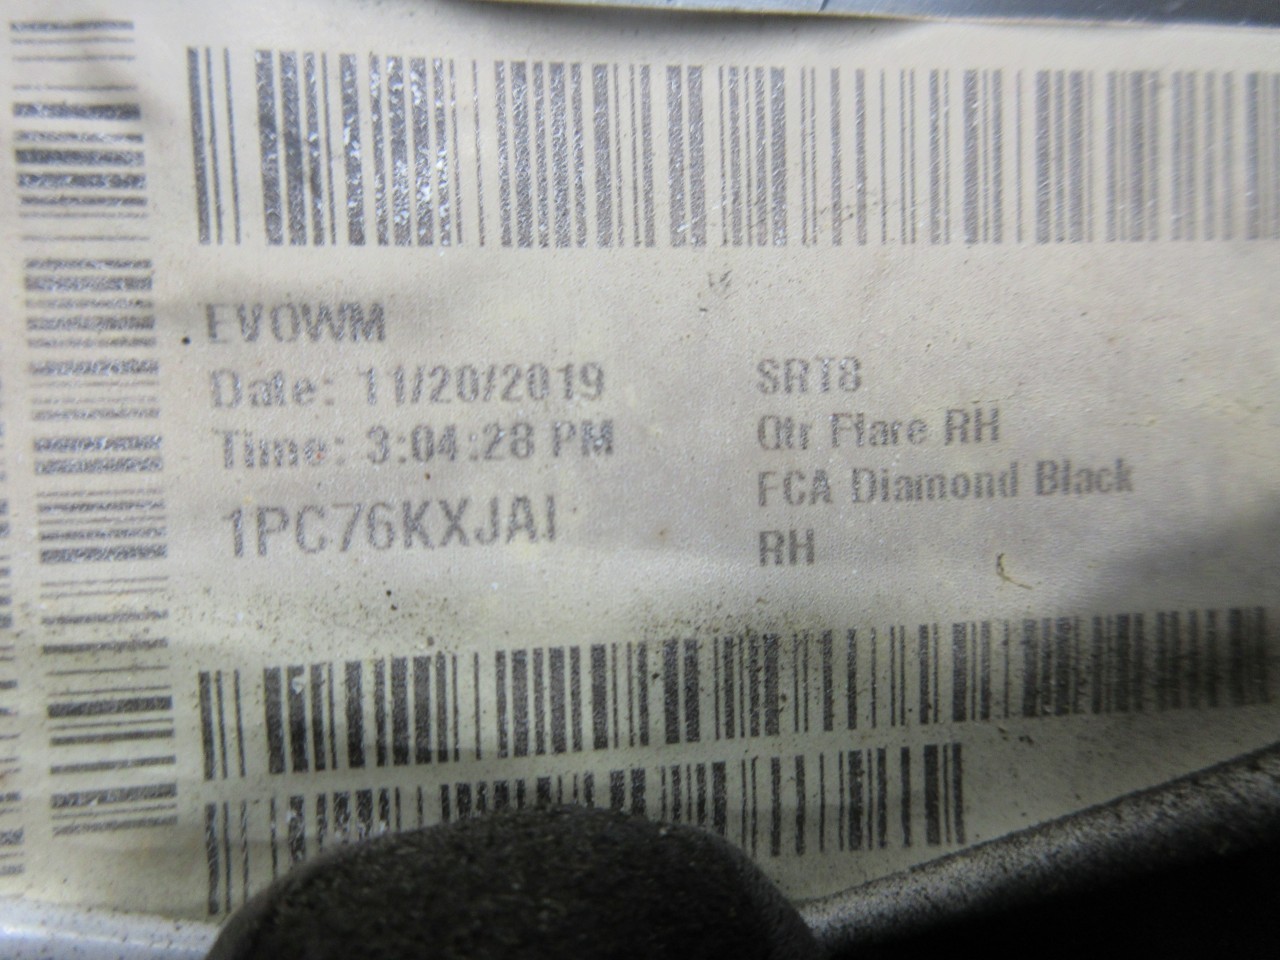 EVOWM
Date: 11/20/2019
Time: 3:04:28 PM
1PC76KXJAI
SRT8
Qtr Flare RH
FCA Diamond Black
RH